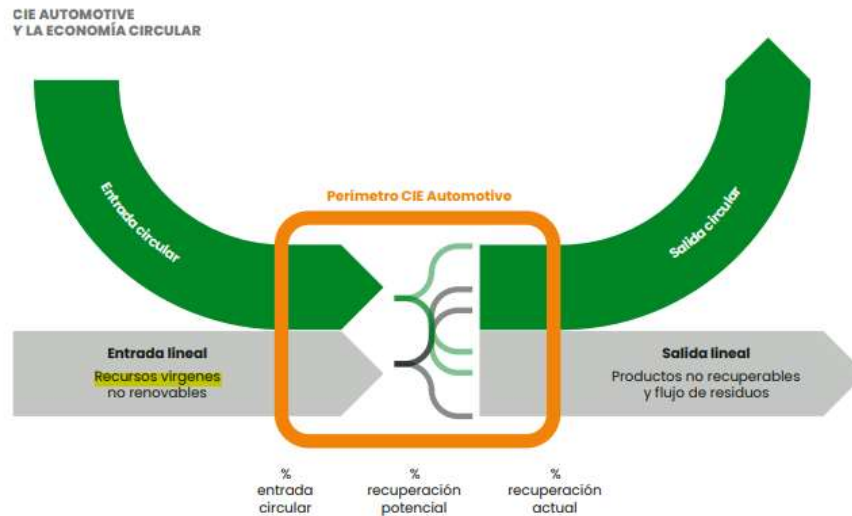 CIE AUTOMOTIVE
Y LA ECONOMÍA CIRCULAR
Perímetro CIE Automotive
Entrada circular
Salida circular
Entrada lineal
Recursos vírgenes
no renovables
Salida lineal
Productos no recuperables
y flujo de residuos
%
entrada
circular
%
recuperación
potencial
%
recuperación
actual